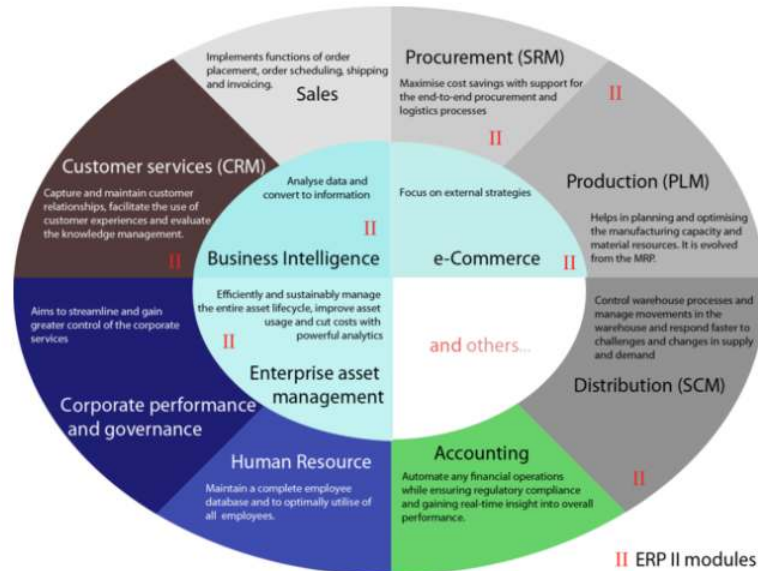 Implements functions of order
placement, order scheduling, shipping
and invoicing.
Sales
Procurement (SRM)
Maximise cost savings with support for
the end-to-end procurement and
logistics processes
II
II
Customer services (CRM)
Capture and maintain customer
relationships, facilitate the use of
customer experiences and evaluate
the knowledge management.
II
Analyse data and
convert to information
II
Business Intelligence
Focus on external strategies
e-Commerce
II
Production (PLM)
Helps in planning and optimising
the manufacturing capacity and
material resources. It is evolved
from the MRP.
Aims to streamline and gain
greater control of the corporate
services
Corporate performance
and governance
Efficiently and sustainably manage
the entire asset lifecycle, improve asset
usage and cut costs with
powerful analytics
II
Enterprise asset
management
and others...
Control warehouse processes and
manage movements in the
warehouse and respond faster to
challenges and changes in supply
and demand
Distribution (SCM)
II
Human Resource
Maintain a complete employee
database and to optimally utilise of
all employees.
Accounting
Automate any financial operations
while ensuring regulatory compliance
and gaining real-time insight into overall
performance.
II ERP II modules